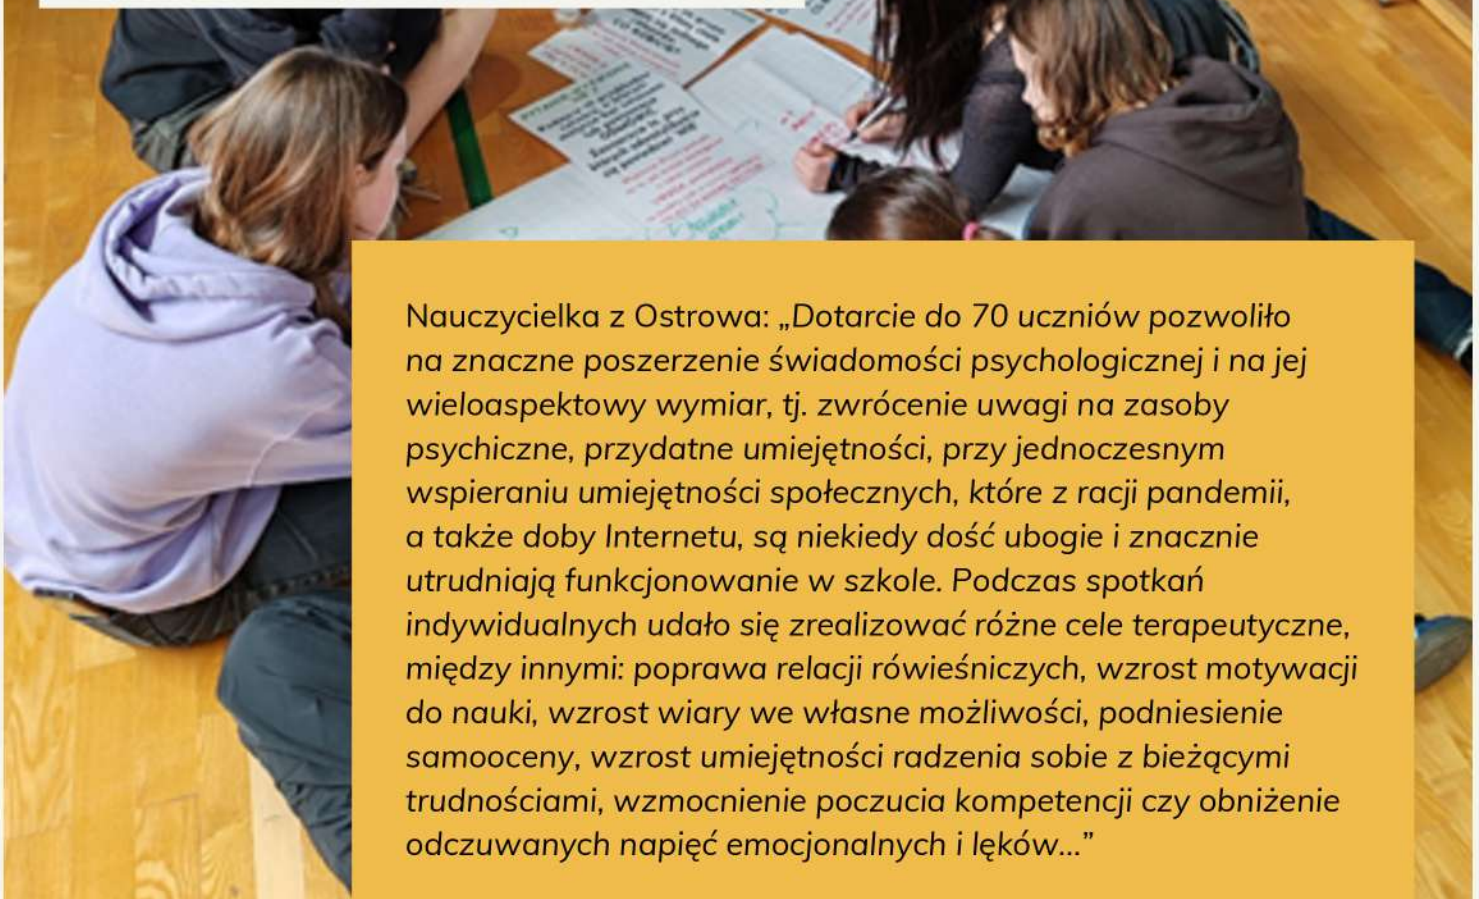 Nauczycielka z Ostrowa: „Dotarcie do 70 uczniów pozwoliło
na znaczne poszerzenie świadomości psychologicznej i na jej
wieloaspektowy wymiar, tj. zwrócenie uwagi na zasoby
psychiczne, przydatne umiejętności, przy jednoczesnym
wspieraniu umiejętności społecznych, które z racji pandemii,
a także doby Internetu, są niekiedy dość ubogie i znacznie
utrudniają funkcjonowanie w szkole. Podczas spotkań
indywidualnych udało się zrealizować różne cele terapeutyczne,
między innymi: poprawa relacji rówieśniczych, wzrost motywacji
do nauki, wzrost wiary we własne możliwości, podniesienie
samooceny, wzrost umiejętności radzenia sobie z bieżącymi
trudnościami, wzmocnienie poczucia kompetencji czy obniżenie
odczuwanych napięć emocjonalnych i lęków...”